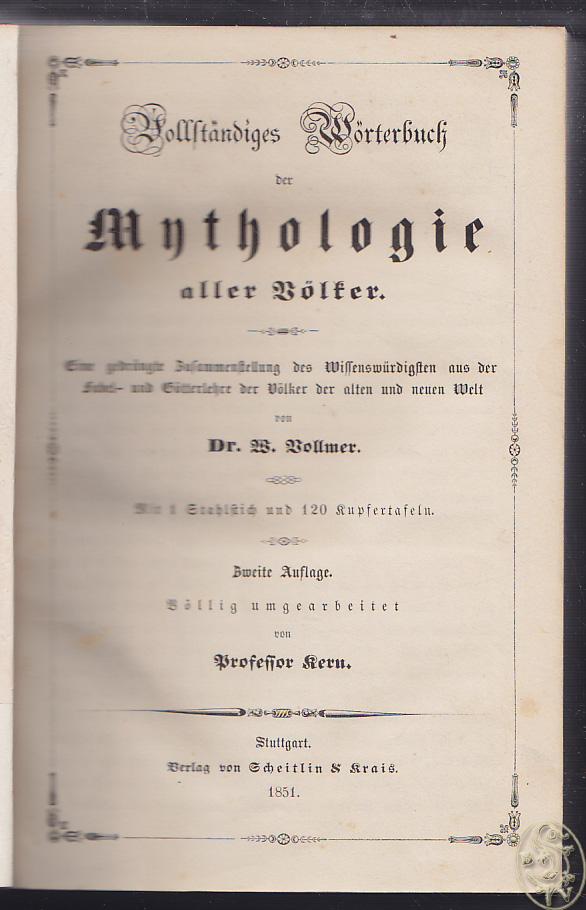 Vollständiges Wörterbuch
der
Mythologie
aller Völker.
Eine gedrängte Zusammenstellung des Wissenswürdigsten aus der
Fabel- und Götterlehre der Völker der alten und neuen Welt
von
Dr. W. Vollmer.
Mit 1 Stahlstich und 120 Kupfertafeln.
Zweite Auflage.
Völlig umgearbeitet
von
Professor Kern.
Stuttgart.
Verlag von Scheitlin & Krais.
1851.